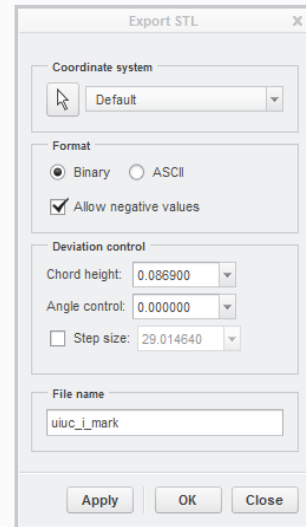 Export STL X
Coordinate system
Default
Format
Binary ASCII
Allow negative values
Deviation control
Chord height: 0.086900
Angle control: 0.000000
Step size: 29.014640
File name
uiuc_i_mark
Apply OK Close